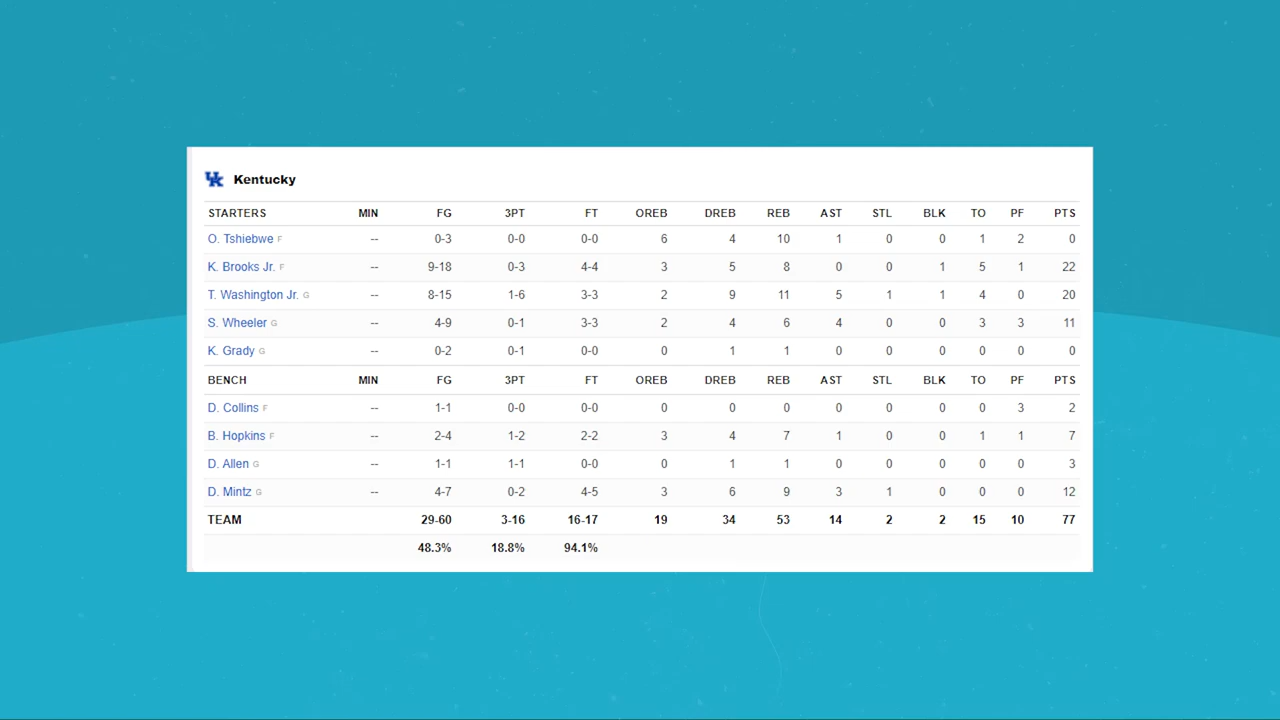 UK Kentucky
STARTERS MIN FG 3PT FT OREB DREB REB AST STL BLK TO PF PTS
O. Tshiebwe F -- 0-3 0-0 0-0 6 4 10 1 0 0 1 2 0
K. Brooks Jr. F -- 9-18 0-3 4-4 3 5 8 0 0 1 5 1 22
T. Washington Jr. G -- 8-15 1-6 3-3 2 9 11 5 1 1 4 0 20
S. Wheeler G -- 4-9 0-1 3-3 2 4 6 4 0 0 3 3 11
K. Grady G -- 0-2 0-1 0-0 0 1 1 0 0 0 0 0 0
BENCH MIN FG 3PT FT OREB DREB REB AST STL BLK TO PF PTS
D. Collins F -- 1-1 0-0 0-0 0 0 0 0 0 0 0 3 2
B. Hopkins F -- 2-4 1-2 2-2 3 4 7 1 0 0 1 1 7
D. Allen G -- 1-1 1-1 0-0 0 1 1 0 0 0 0 0 3
D. Mintz G -- 4-7 0-2 4-5 3 6 9 3 1 0 0 0 12
TEAM 29-60 3-16 16-17 19 34 53 14 2 2 15 10 77
48.3% 18.8% 94.1%